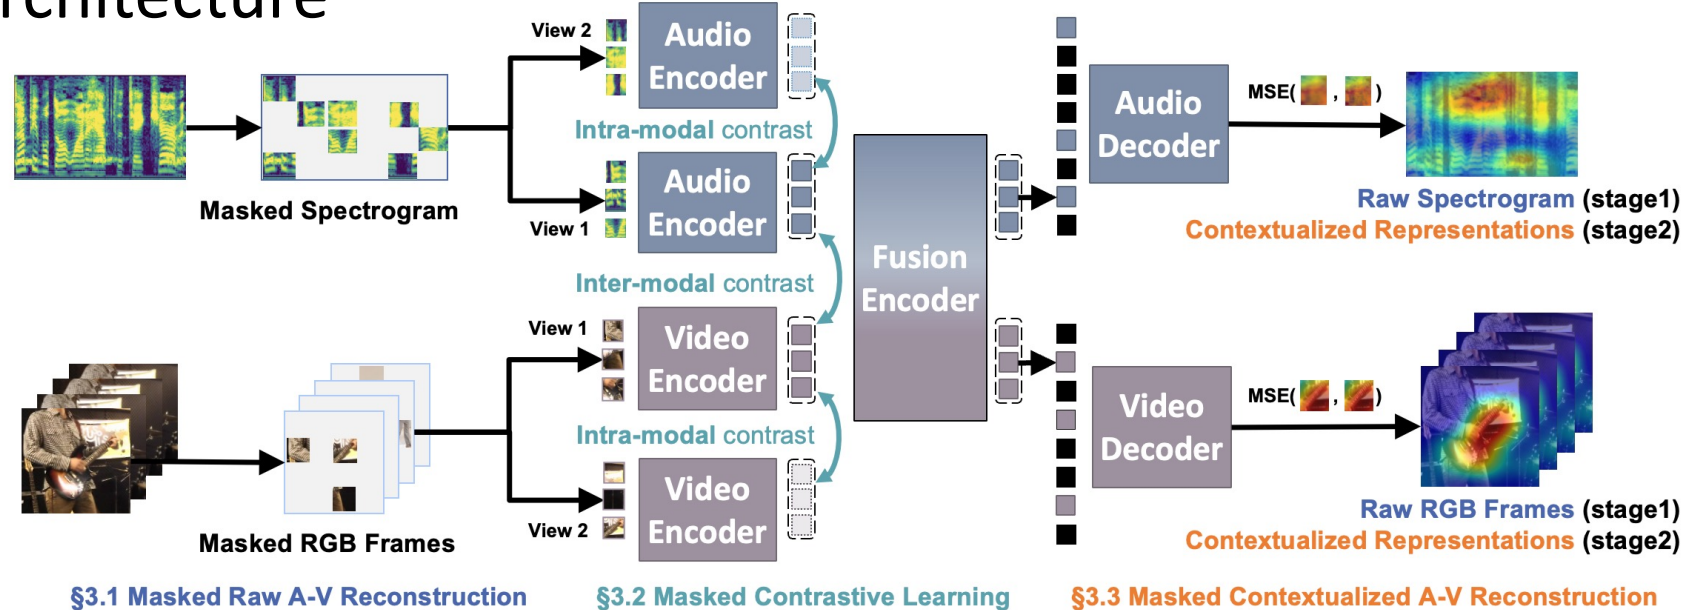 rchitecture
View 2
Audio
Encoder
Intra-modal contrast
Audio
Encoder
View 1
Masked Spectrogram
Inter-modal contrast
View 1
Video
Encoder
Intra-modal contrast
Video
Encoder
View 2
Masked RGB Frames
Fusion
Encoder
Audio
Decoder
MSE( , )
Raw Spectrogram (stage1)
Contextualized Representations (stage2)
Video
Decoder
MSE( , )
Raw RGB Frames (stage1)
Contextualized Representations (stage2)
§3.1 Masked Raw A-V Reconstruction
§3.2 Masked Contrastive Learning
§3.3 Masked Contextualized A-V Reconstruction